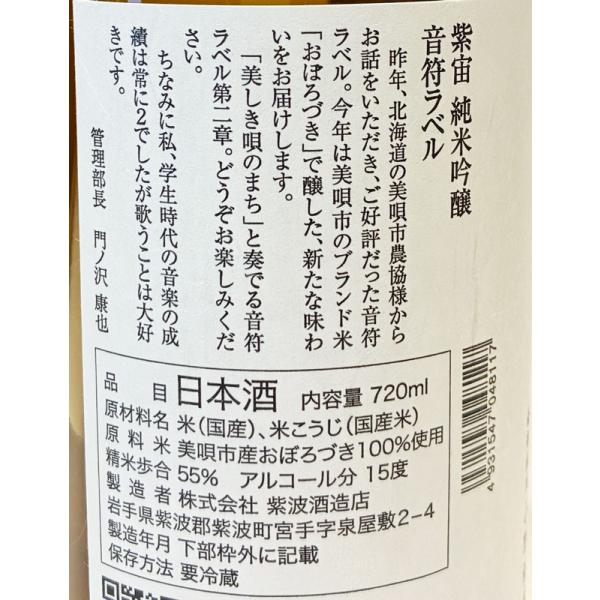 紫宙 純米吟醸
音符ラベル
昨年、北海道の美唄市農協様から
お話をいただき、ご好評だった音符
ラベル。今年は美唄市のブランド米
「おぼろづき」で醸した、新たな味わ
いをお届けします。
「美しき唄のまち」と奏でる音符
ラベル第二章。どうぞお楽しみくだ
さい。
ちなみに私、学生時代の音楽の成
績は常に2でしたが歌うことは大好
きです。
管理部長 門ノ沢 康也
品目 日本酒 内容量 720ml
原材料名 米(国産)、米こうじ(国産米)
原料米 美唄市産おぼろづき100%使用
精米歩合 55% アルコール分 15度
製造者 株式会社 紫波酒造店
岩手県紫波郡紫波町宮手字泉屋敷2-4
製造年月 下部枠外に記載
保存方法 要冷蔵
4 931547 048117